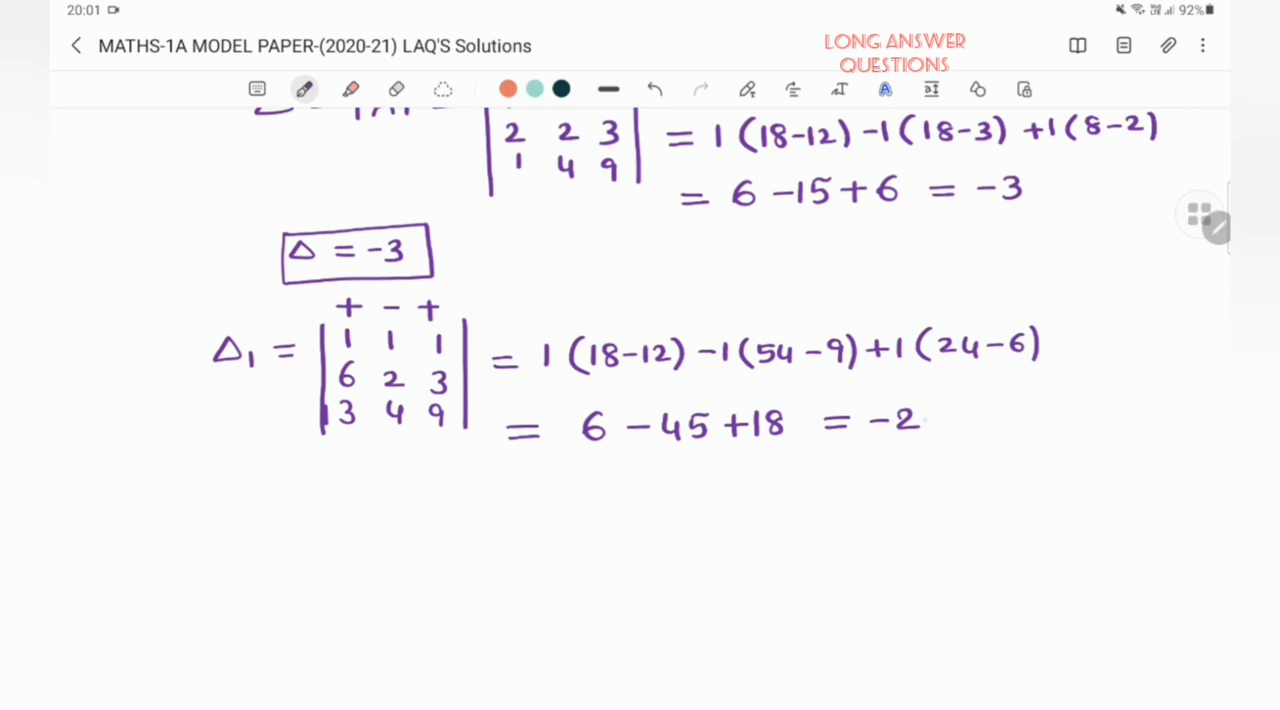 20:01 92%
MATHS-1A MODEL PAPER-(2020-21) LAQ'S Solutions
LONG ANSWER
QUESTIONS
2 2 3 = 1 (18-12) -1(18-3) +1(8-2)
1 4 9
= 6 -15+6 = -3
Δ = -3
+ - +
1 1 1
Δ1 = 6 2 3 = 1 (18-12) -1(54-9) +1(24-6)
3 4 9
= 6 -45 +18 = -2